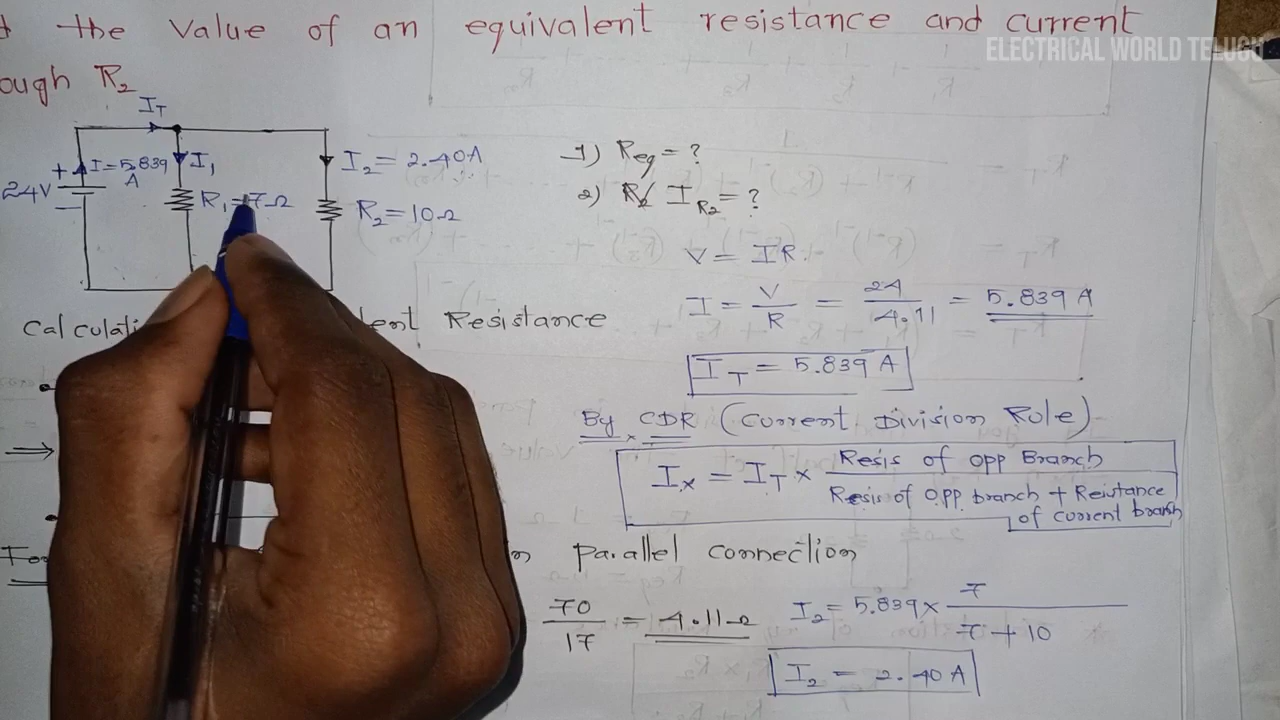 the value of an equivalent resistance and current
ELECTRICAL WORLD TELUGU
ough R2
IT
+ I=5.839 A
I1
24V
R1=7Ω
I2 = 2.40A
R2=10Ω
1) Req = ?
2) IR2 = ?
V = IR
I = V/R = 24/4.11 = 5.839 A
IT = 5.839 A
By CDR (Current Division Rule)
Ix = IT × Resis of opp Branch
Resis of opp branch + Reistance
of current branch
Calculati
Resistance
parallel connection
70/17 = 4.11Ω
I2 = 5.839 × 7/7+10
I2 = 2.40A